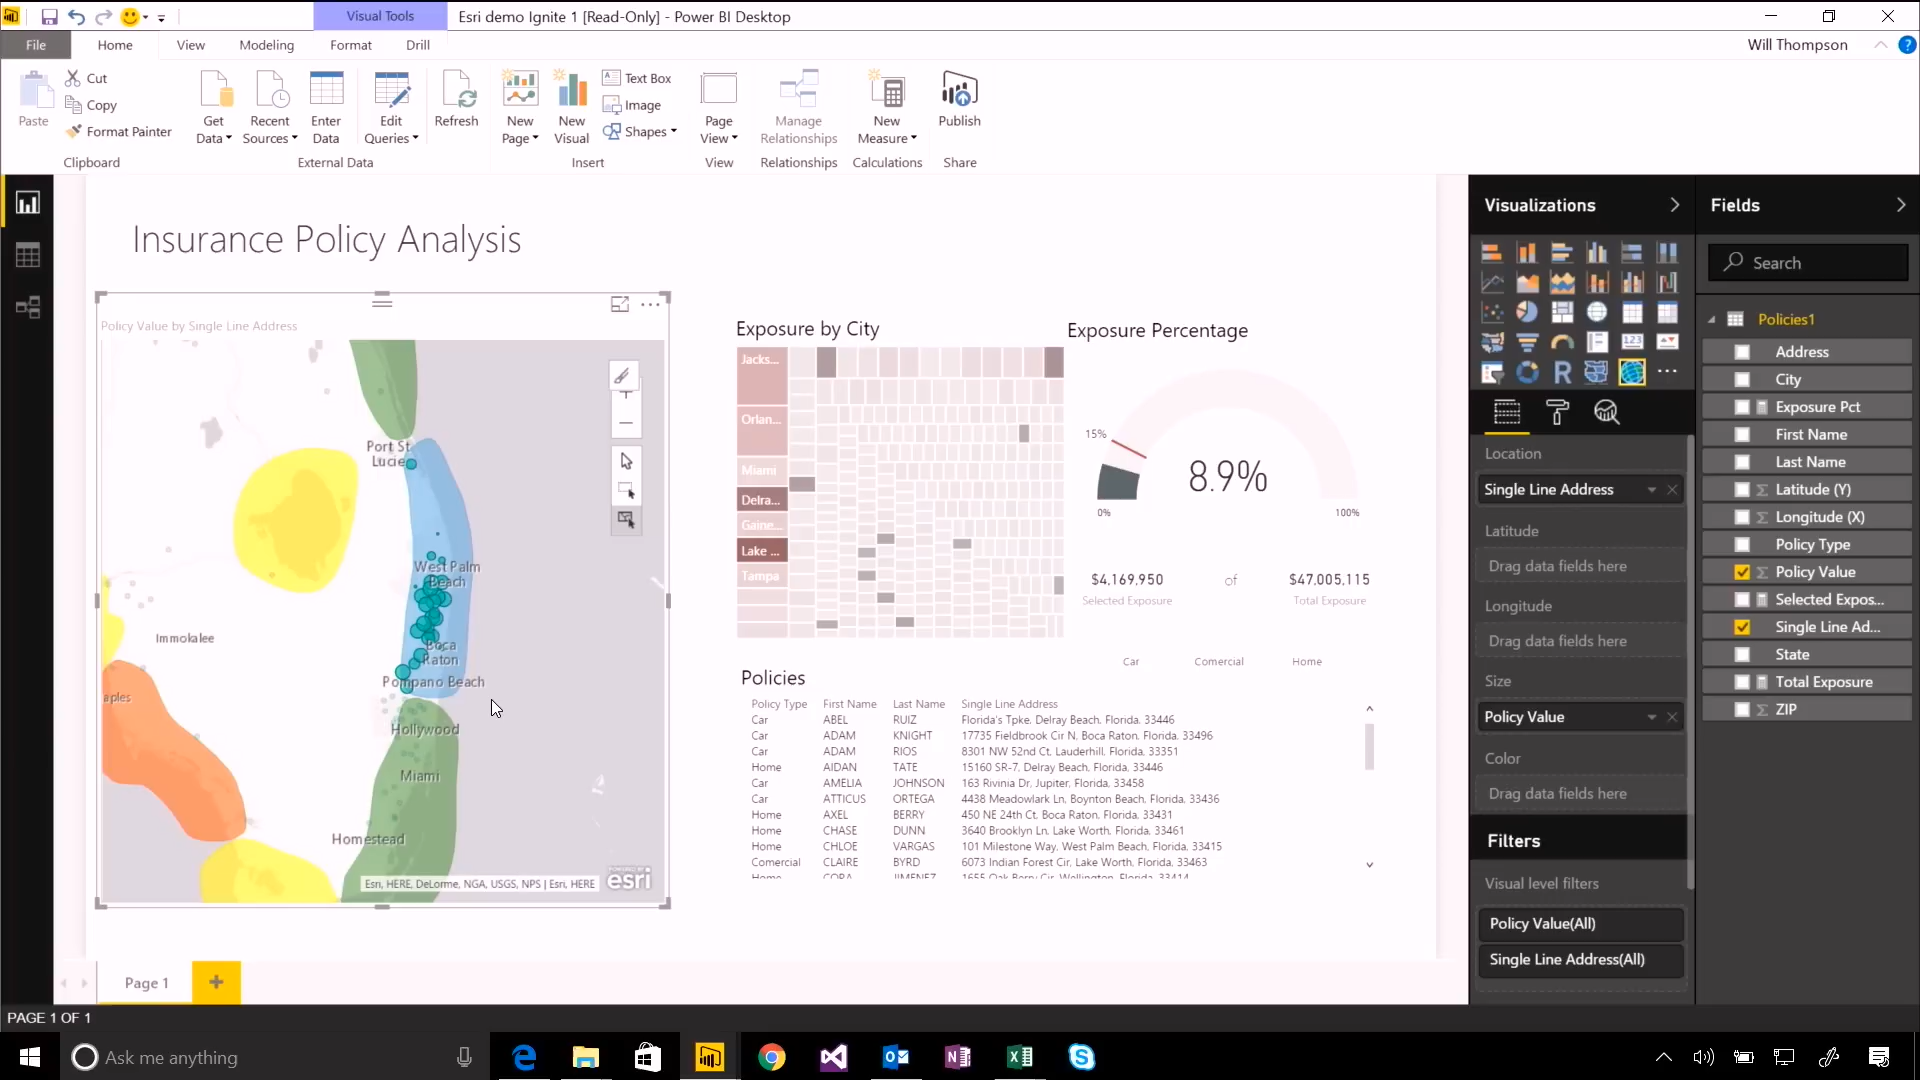 Visual Tools
Esri demo Ignite 1 [Read-Only] - Power BI Desktop
File
Home
View
Modeling
Format
Drill
Will Thompson
?
Paste
Cut
Copy
Format Painter
Clipboard
Get Data
Recent Sources
Enter Data
Edit Queries
Refresh
External Data
New Page
New Visual
Text Box
Image
Shapes
Insert
Page View
View
Manage Relationships
Relationships
New Measure
Calculations
Publish
Share
Insurance Policy Analysis
Policy Value by Single Line Address
Port St
Lucie
West Palm
Beach
Boca
Raton
Pompano Beach
Immokalee
aples
Hollywood
Miami
Homestead
Esri, HERE, DeLorme, NGA, USGS, NPS | Esri, HERE
POWERED BY
esri
Exposure by City
Jacks...
Orlan...
Miami
Delra...
Gaine...
Lake ...
Tampa
Exposure Percentage
15%
8.9%
0%
100%
$4,169,950
of
$47,005,115
Selected Exposure
Total Exposure
Car
Comercial
Home
Policies
Policy Type First Name Last Name Single Line Address
Car ABEL RUIZ Florida's Tpke, Delray Beach, Florida, 33446
Car ADAM KNIGHT 17735 Fieldbrook Cir N, Boca Raton, Florida, 33496
Car ADAM RIOS 8301 NW 52nd Ct, Lauderhill, Florida, 33351
Home AIDAN TATE 15160 SR-7, Delray Beach, Florida, 33446
Car AMELIA JOHNSON 163 Rivinia Dr, Jupiter, Florida, 33458
Car ATTICUS ORTEGA 4438 Meadowlark Ln, Boynton Beach, Florida, 33436
Home AXEL BERRY 450 NE 24th Ct, Boca Raton, Florida, 33431
Home CHASE DUNN 3640 Brooklyn Ln, Lake Worth, Florida, 33461
Home CHLOE VARGAS 101 Milestone Way, West Palm Beach, Florida, 33415
Comercial CLAIRE BYRD 6073 Indian Forest Cir, Lake Worth, Florida, 33463
Home CORA JIMENEZ 1655 Oak Berry Cir, Wellington, Florida, 33414
Visualizations
R
123
Location
Single Line Address
Latitude
Drag data fields here
Longitude
Drag data fields here
Size
Policy Value
Color
Drag data fields here
Filters
Visual level filters
Policy Value(All)
Single Line Address(All)
Fields
Search
Policies1
Address
City
Exposure Pct
First Name
Last Name
Σ Latitude (Y)
Σ Longitude (X)
Policy Type
Σ Policy Value
Selected Expos...
Single Line Ad...
State
Total Exposure
Σ ZIP
Page 1
PAGE 1 OF 1
Ask me anything